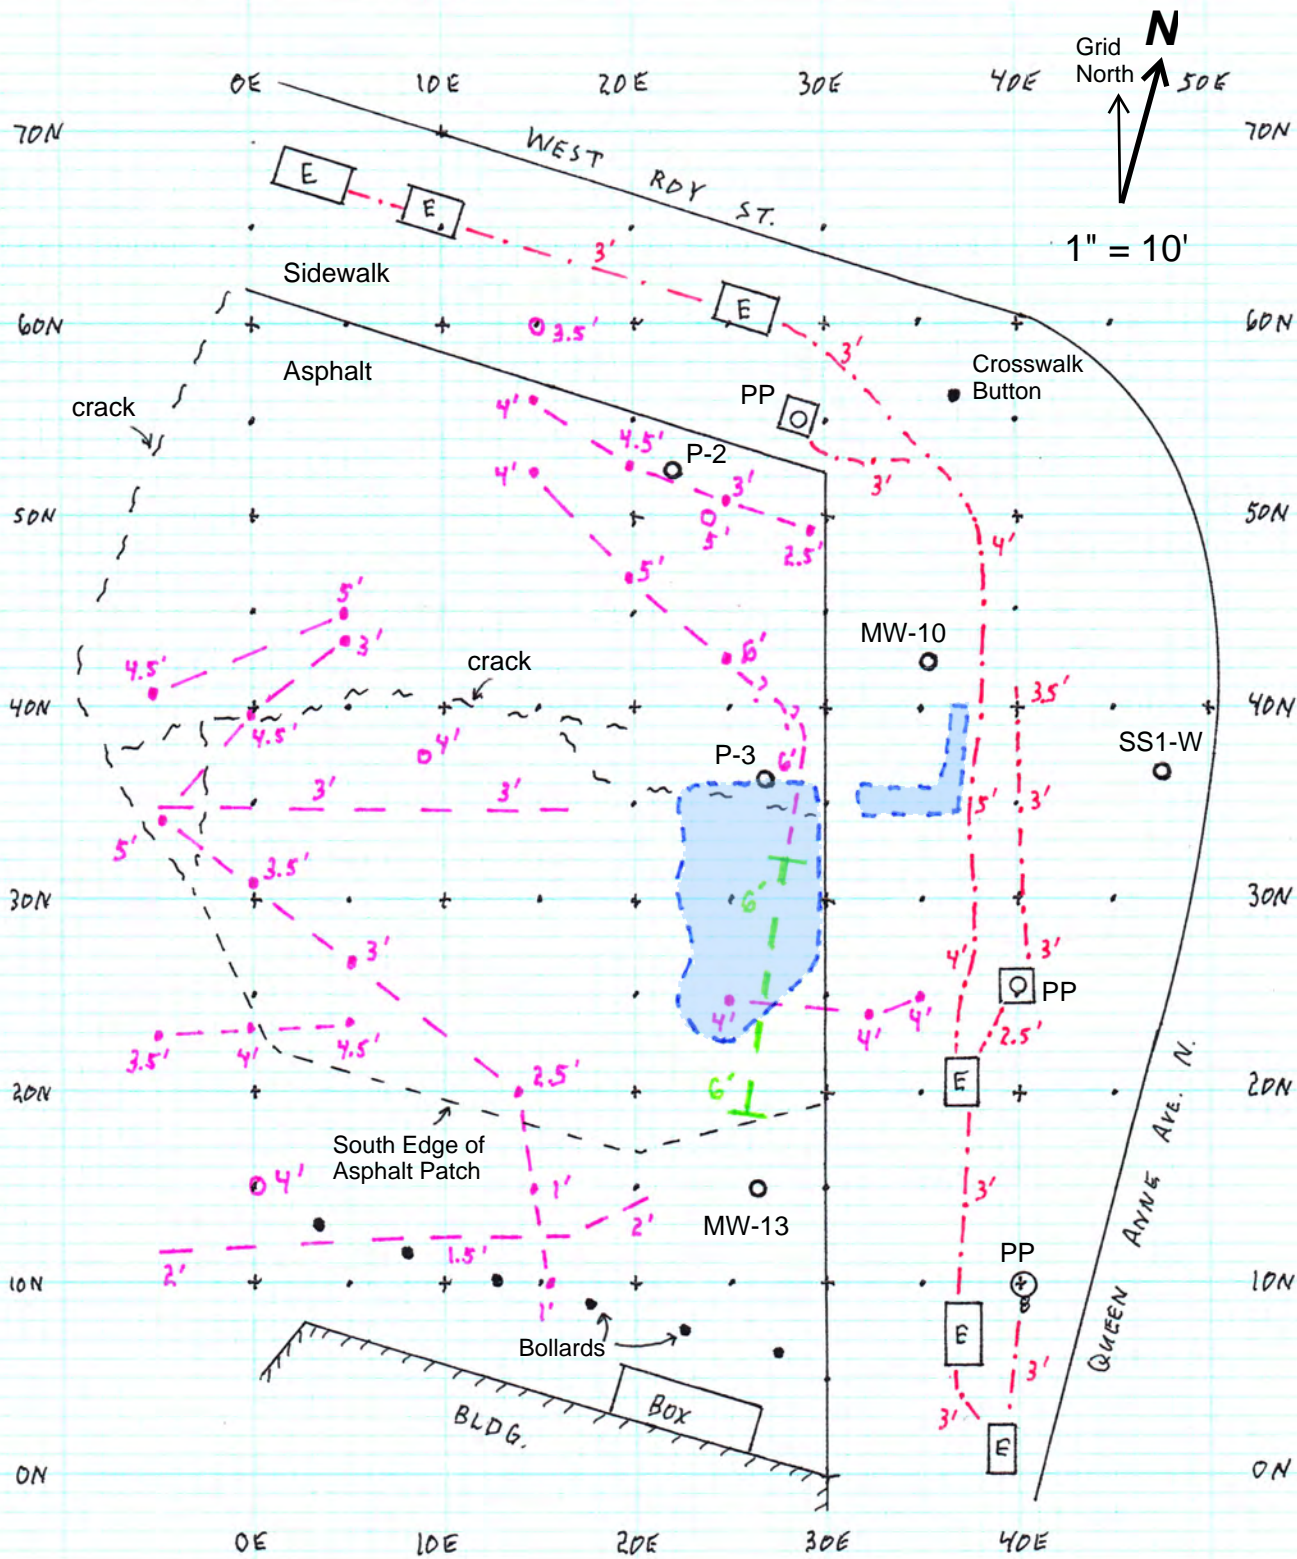 N
Grid
North
0E 10E 20E 30E 40E 50E
70N 70N
WEST ROY ST.
E
E
1" = 10'
3'
Sidewalk
E
60N 60N
3.5'
3'
Asphalt
Crosswalk
Button
PP
crack
4'
4.5'
P-2
4'
3'
3'
50N 50N
5'
2.5'
4'
5'
5'
3'
MW-10
6'
4.5'
crack
3.5'
40N 40N
4.5'
4'
P-3
6'
SS1-W
3' 3'
5'
3'
5'
3.5'
30N 30N
6'
3'
4'
3'
PP
4'
4'
4'
3.5'
4'
4.5'
2.5'
2.5'
E
6'
20N 20N
South Edge of
Asphalt Patch
4'
1'
3'
2'
MW-13
PP
2'
1.5'
10N 10N
1'
Bollards
E
3'
BOX
BLDG.
3'
E
QUEEN ANNE AVE. N.
0N 0N
0E 10E 20E 30E 40E